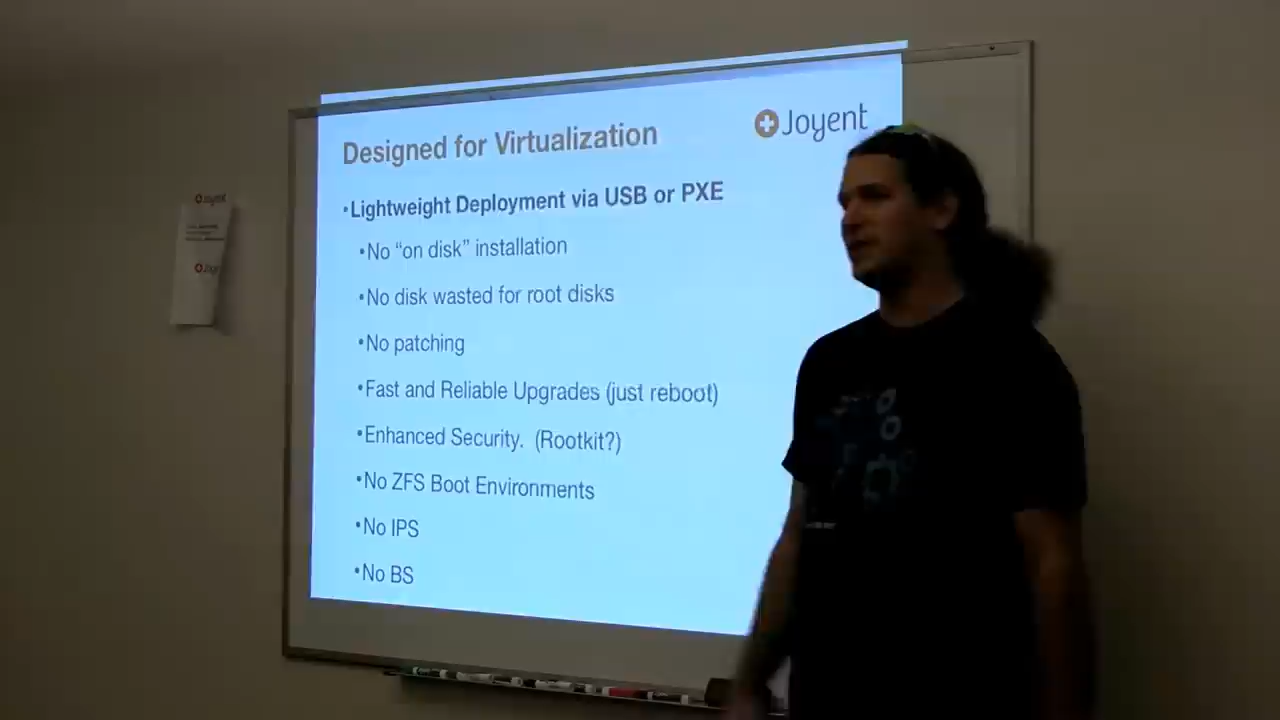 Joyent
Designed for Virtualization
•Lightweight Deployment via USB or PXE
•No “on disk” installation
•No disk wasted for root disks
•No patching
•Fast and Reliable Upgrades (just reboot)
•Enhanced Security. (Rootkit?)
•No ZFS Boot Environments
•No IPS
•No BS
Joyent